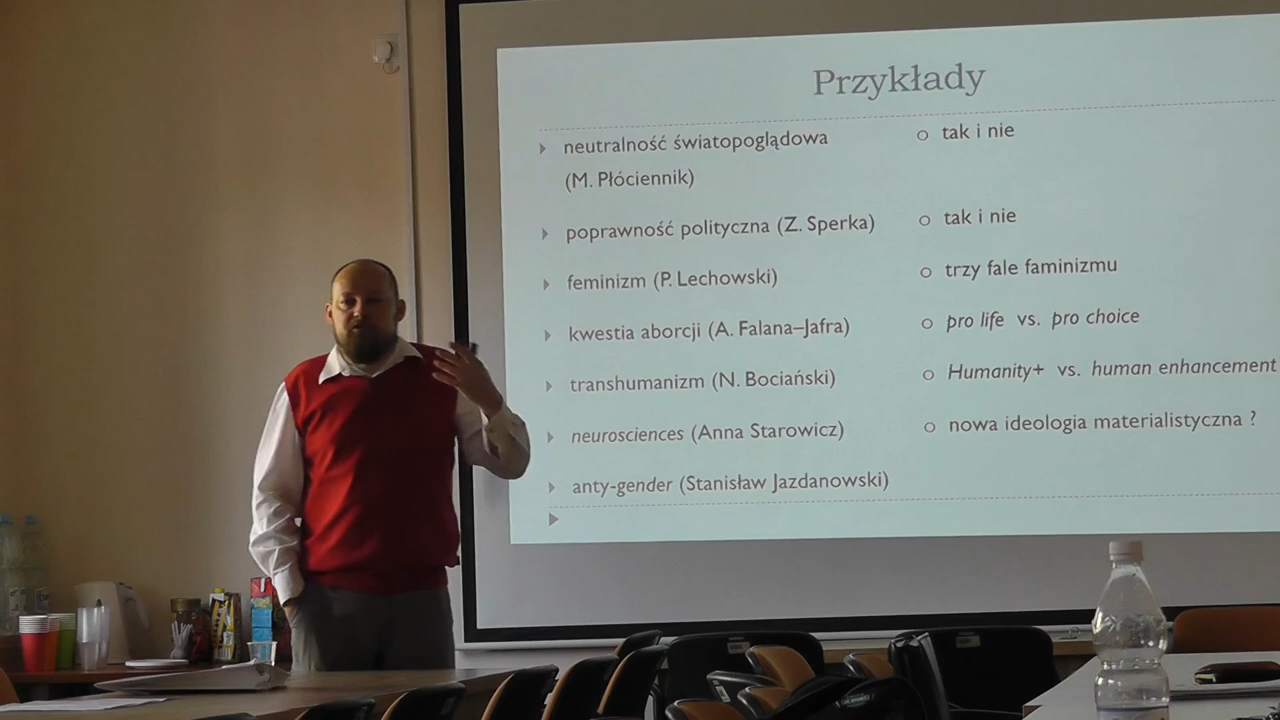 Przykłady
neutralność światopoglądowa
(M. Płóciennik)
tak i nie
poprawność polityczna (Z. Sperka)
tak i nie
feminizm (P. Lechowski)
trzy fale faminizmu
kwestia aborcji (A. Falana–Jafra)
pro life vs. pro choice
transhumanizm (N. Bociański)
Humanity+ vs. human enhancement
neurosciences (Anna Starowicz)
nowa ideologia materialistyczna ?
anty-gender (Stanisław Jazdanowski)